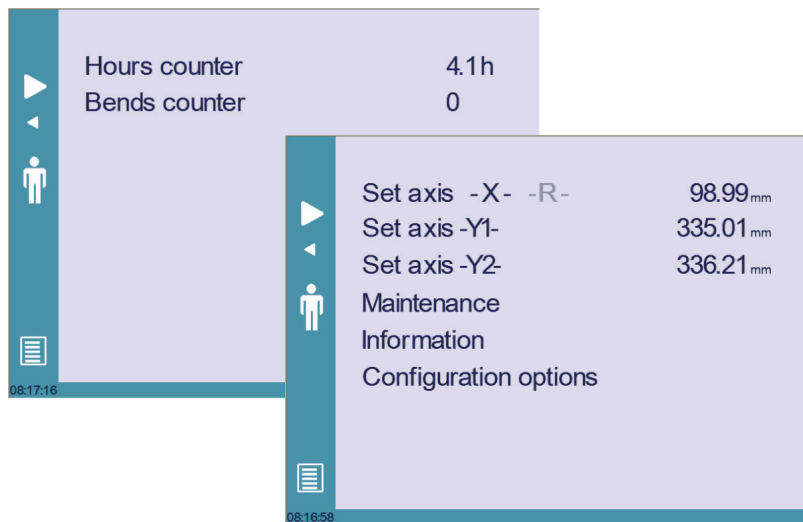 Hours counter 4.1h
Bends counter 0
08:17:16
Set axis -X- -R- 98.99mm
Set axis -Y1- 335.01mm
Set axis -Y2- 336.21mm
Maintenance
Information
Configuration options
08:16:58